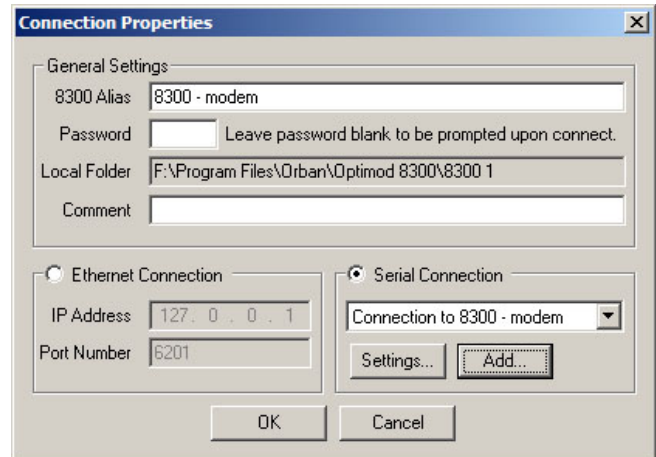 Connection Properties
General Settings
8300 Alias 8300 - modem
Password Leave password blank to be prompted upon connect.
Local Folder F:\Program Files\Orban\Optimod 8300\8300 1
Comment
Ethernet Connection
IP Address 127. 0 . 0 . 1
Port Number 6201
Serial Connection
Connection to 8300 - modem
Settings... Add...
OK Cancel